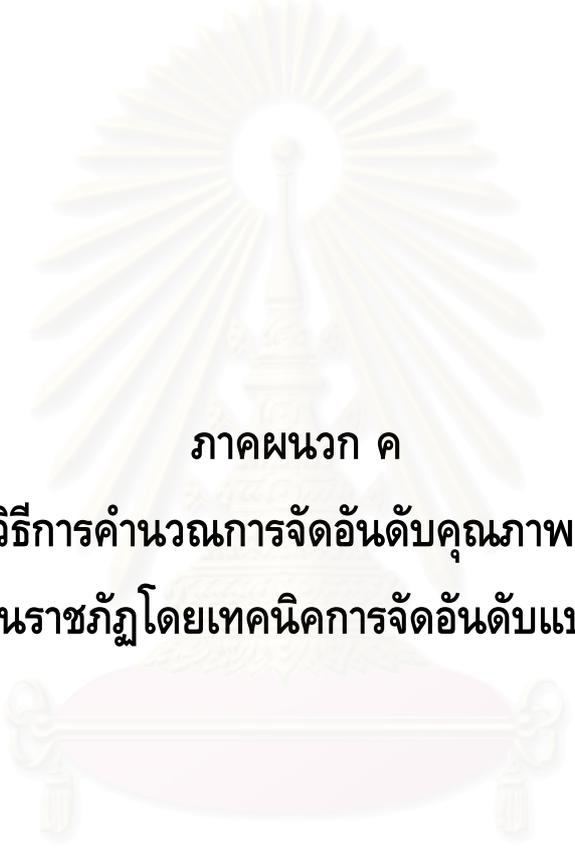 ภาคผนวก ค
วิธีการคำนวณการจัดอันดับคุณภาพ
นราชภัฏโดยเทคนิคการจัดอันดับแบ